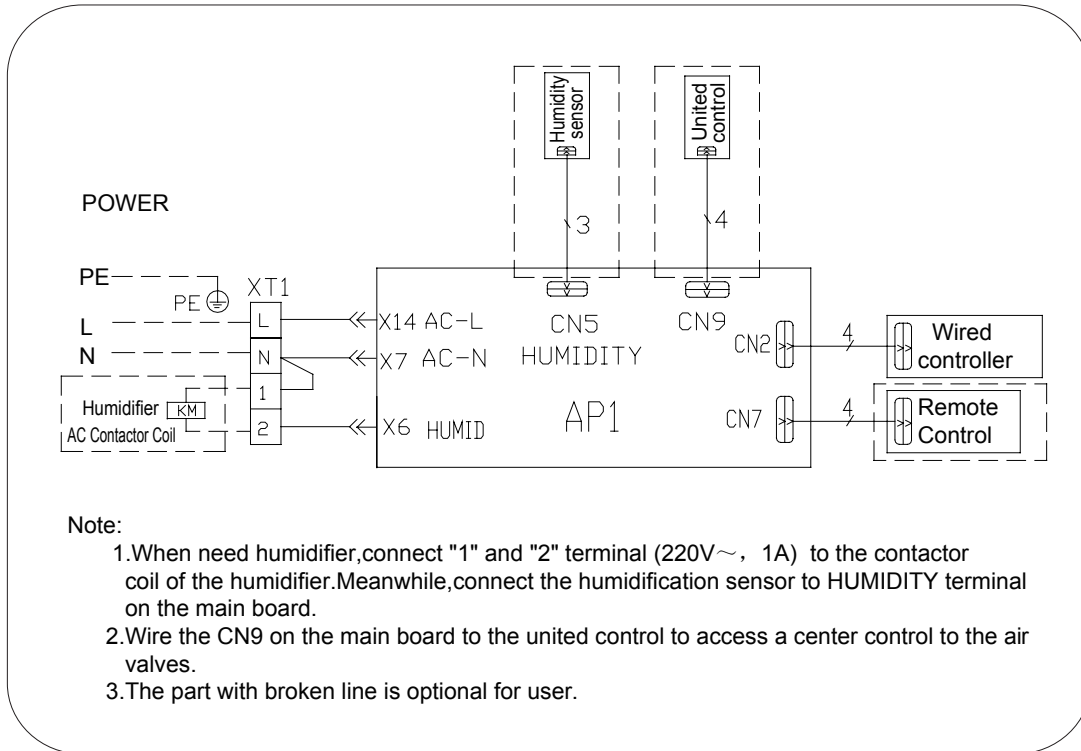 Humidity
sensor
United
control
3
4
POWER
PE
PE
XT1
L
L
X14 AC-L
CN5
HUMIDITY
CN9
CN2
4
Wired
controller
N
N
X7 AC-N
1
Humidifier
KM
AC Contactor Coil
2
X6 HUMID
AP1
CN7
4
Remote
Control
Note:
1.When need humidifier,connect "1" and "2" terminal (220V～, 1A) to the contactor
coil of the humidifier.Meanwhile,connect the humidification sensor to HUMIDITY terminal
on the main board.
2.Wire the CN9 on the main board to the united control to access a center control to the air
valves.
3.The part with broken line is optional for user.